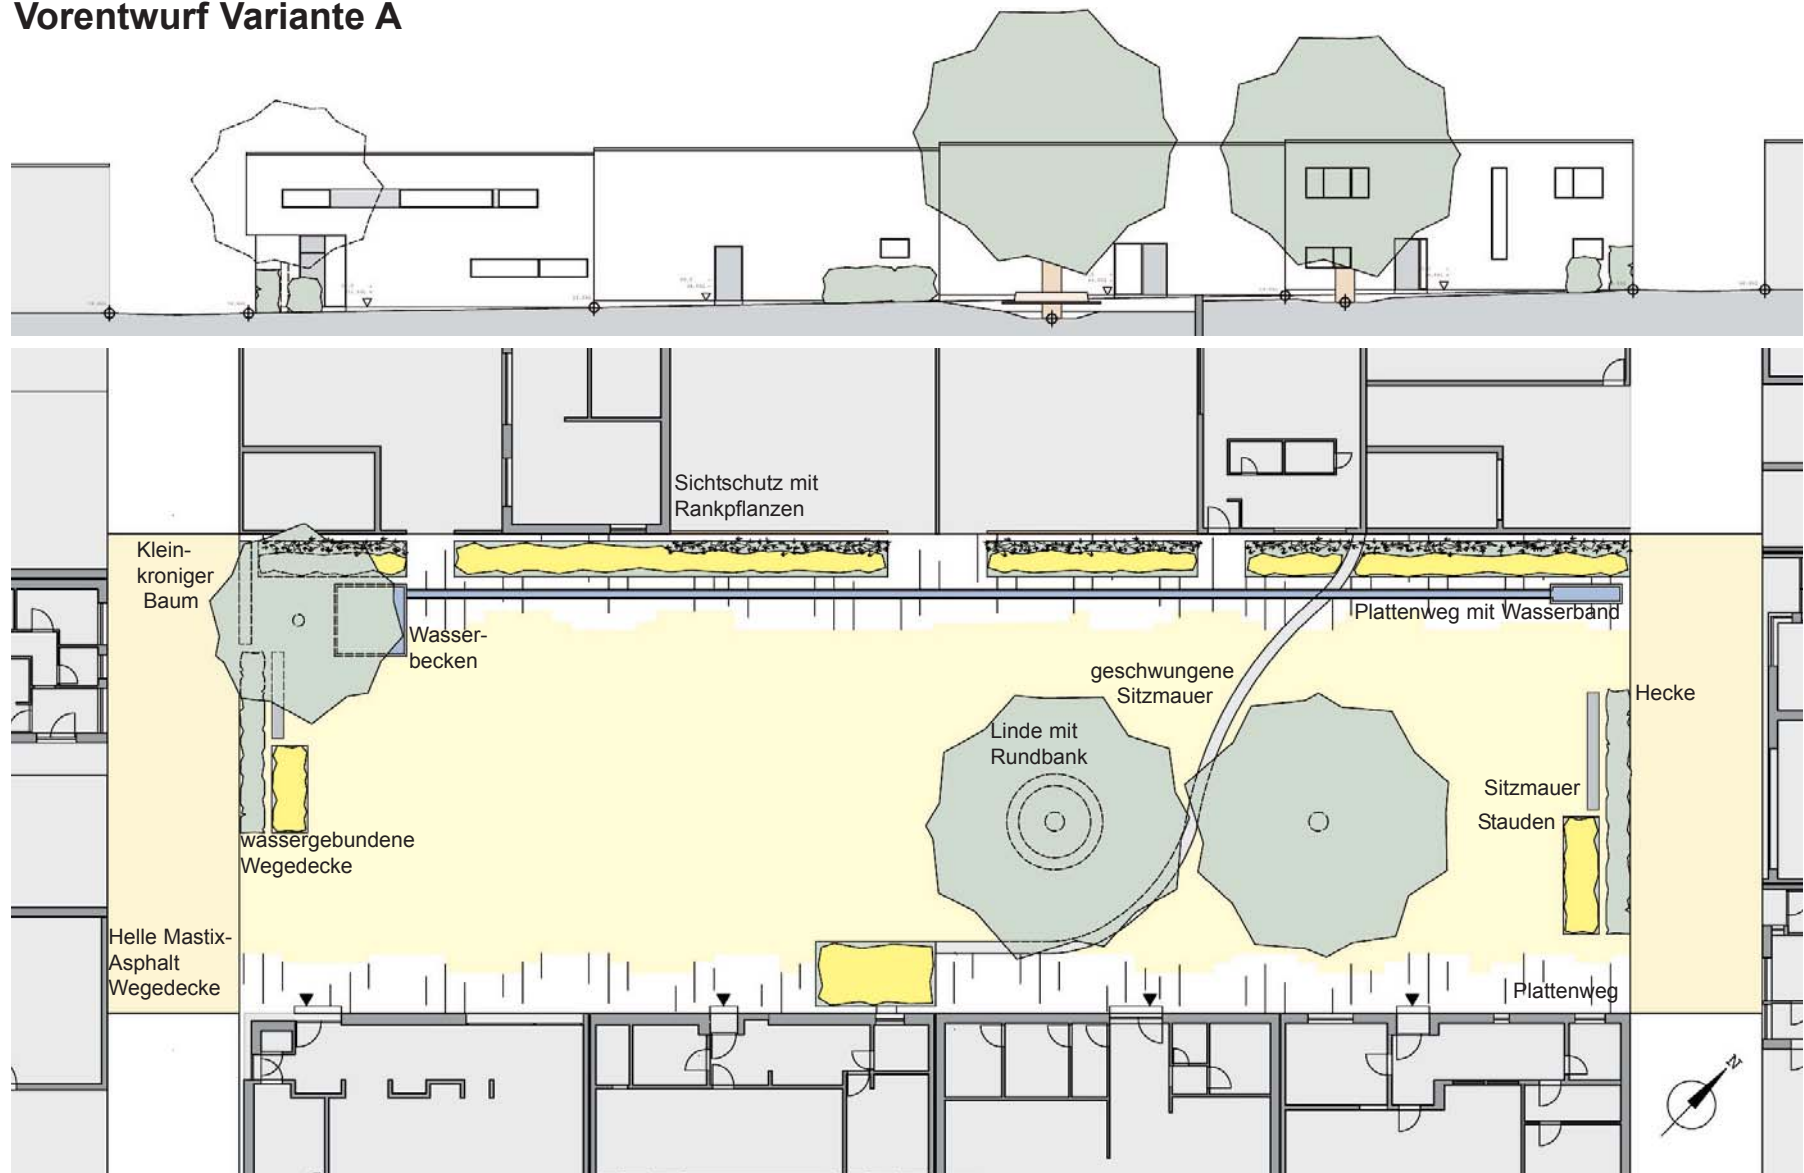 Vorentwurf Variante A
Sichtschutz mit
Rankpflanzen
Klein-
kroniger
Baum
Wasser-
becken
Plattenweg mit Wasserband
geschwungene
Sitzmauer
Hecke
Linde mit
Rundbank
Sitzmauer
Stauden
wassergebundene
Wegedecke
Helle Mastix-
Asphalt
Wegedecke
Plattenweg
N